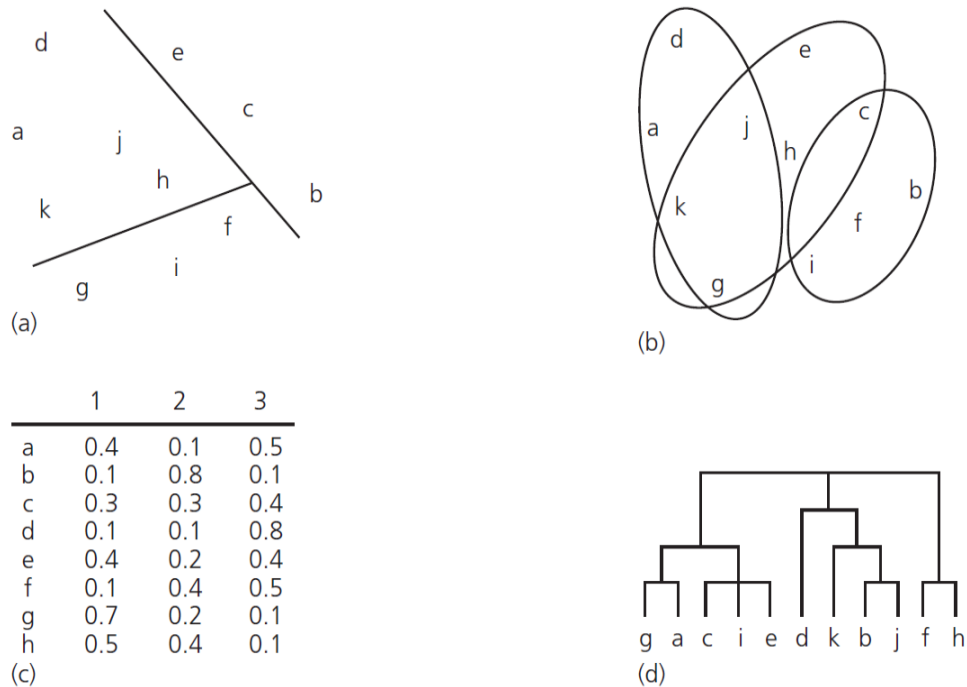 d
e
c
a
j
h
b
k
f
i
g
(a)
d
e
c
a
j
h
b
k
f
i
g
(b)
1 2 3
a 0.4 0.1 0.5
b 0.1 0.8 0.1
c 0.3 0.3 0.4
d 0.1 0.1 0.8
e 0.4 0.2 0.4
f 0.1 0.4 0.5
g 0.7 0.2 0.1
h 0.5 0.4 0.1
(c)
g a c i e d k b j f h
(d)